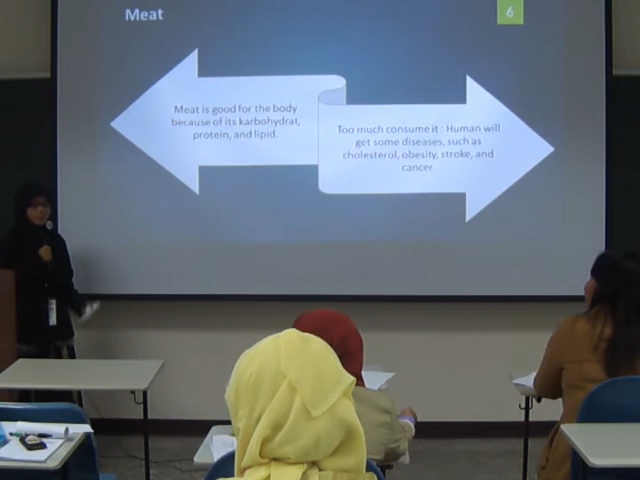 Meat
6
Meat is good for the body
because of its karbohydrat,
protein, and lipid.
Too much consume it : Human will
get some diseases, such as
cholesterol, obesity, stroke, and
cancer